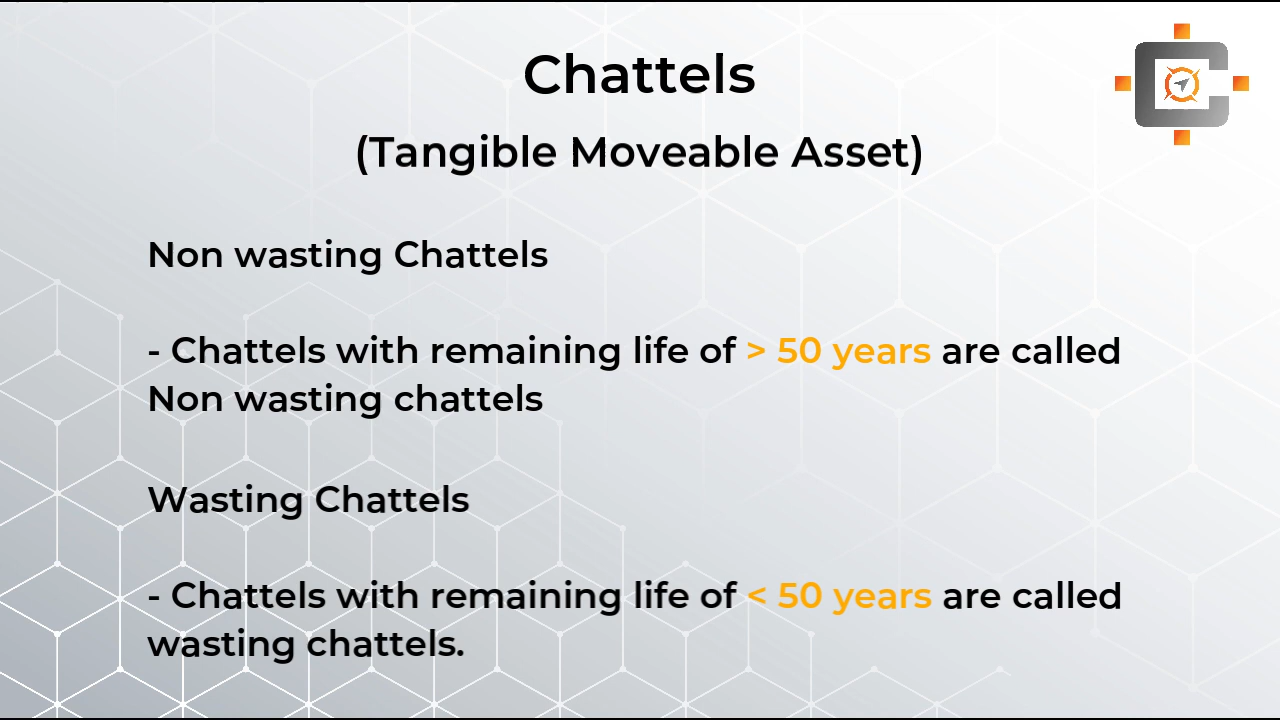 Chattels
(Tangible Moveable Asset)
Non wasting Chattels
- Chattels with remaining life of > 50 years are called
Non wasting chattels
Wasting Chattels
- Chattels with remaining life of < 50 years are called
wasting chattels.